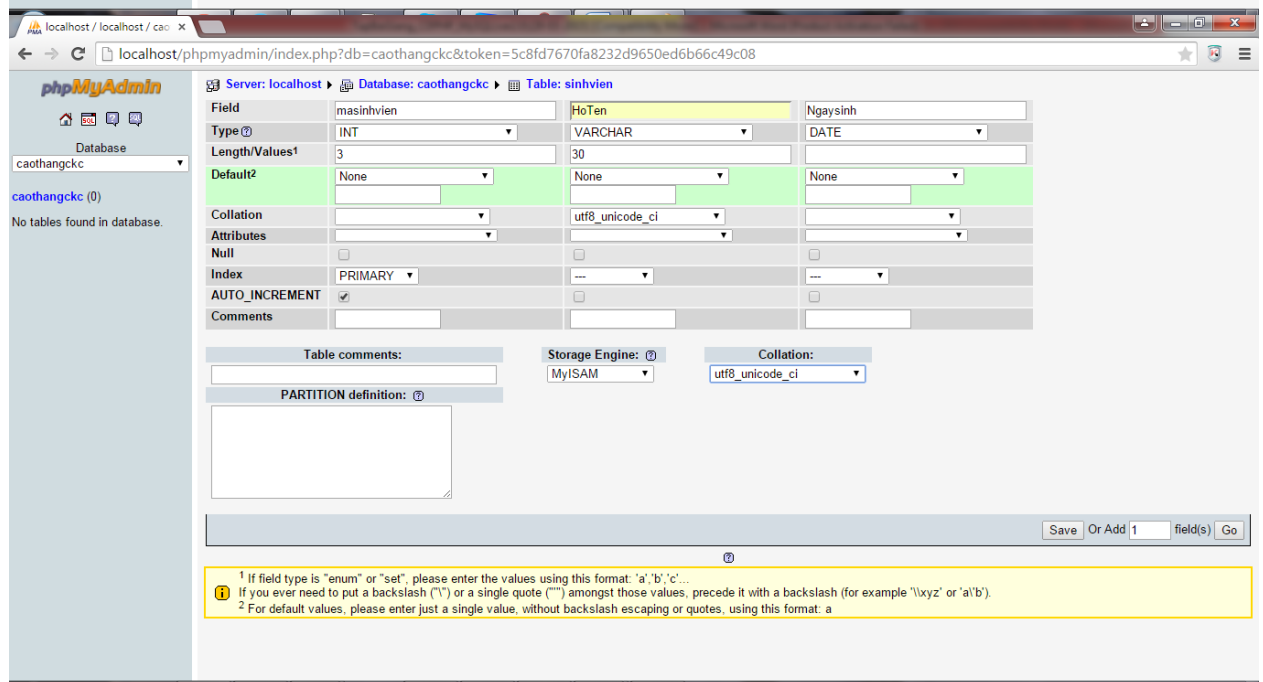 localhost / localhost / cao
localhost/phpmyadmin/index.php?db=caothangckc&token=5c8fd7670fa8232d9650ed6b66c49c08
phpMyAdmin
Database
caothangckc
caothangckc (0)
No tables found in database.
Server: localhost Database: caothangckc Table: sinhvien
Field masinhvien HoTen Ngaysinh
Type INT VARCHAR DATE
Length/Values1 3 30
Default2 None None None
Collation utf8_unicode_ci
Attributes
Null
Index PRIMARY --- ---
AUTO_INCREMENT
Comments
Table comments: Storage Engine: Collation:
MyISAM utf8_unicode_ci
PARTITION definition:
Save Or Add 1 field(s) Go
1 If field type is "enum" or "set", please enter the values using this format: 'a','b','c'...
If you ever need to put a backslash ("\") or a single quote ("'") amongst those values, precede it with a backslash (for example '\\xyz' or 'a\'b').
2 For default values, please enter just a single value, without backslash escaping or quotes, using this format: a